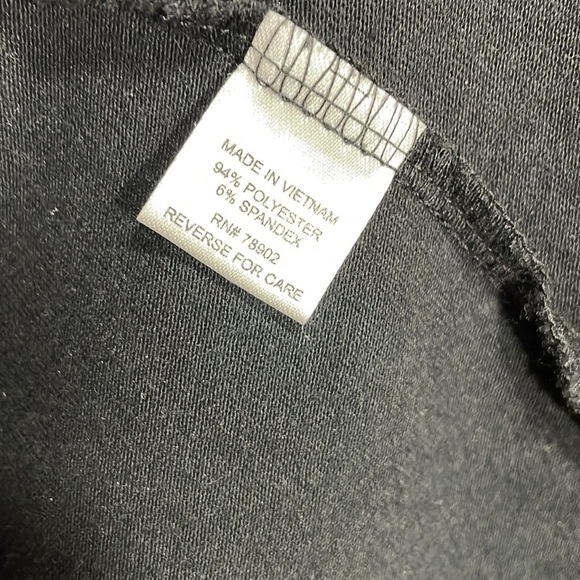 MADE IN VIETNAM
94% POLYESTER
6% SPANDEX
RN# 78902
REVERSE FOR CARE